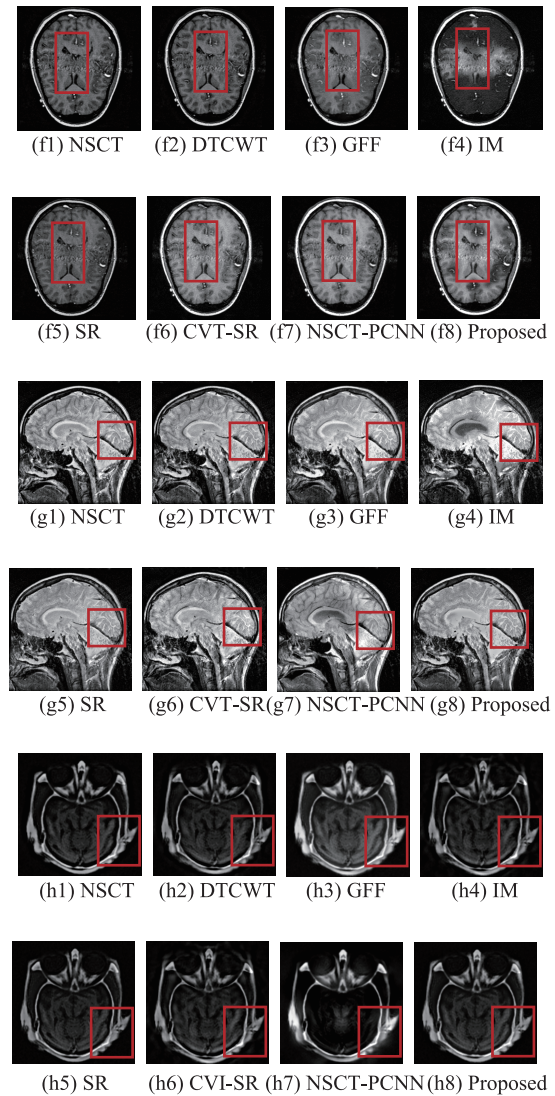 (f1) NSCT (f2) DTCWT (f3) GFF (f4) IM
(f5) SR (f6) CVT-SR (f7) NSCT-PCNN (f8) Proposed
(g1) NSCT (g2) DTCWT (g3) GFF (g4) IM
(g5) SR (g6) CVT-SR (g7) NSCT-PCNN (g8) Proposed
(h1) NSCT (h2) DTCWT (h3) GFF (h4) IM
(h5) SR (h6) CVI-SR (h7) NSCT-PCNN (h8) Proposed